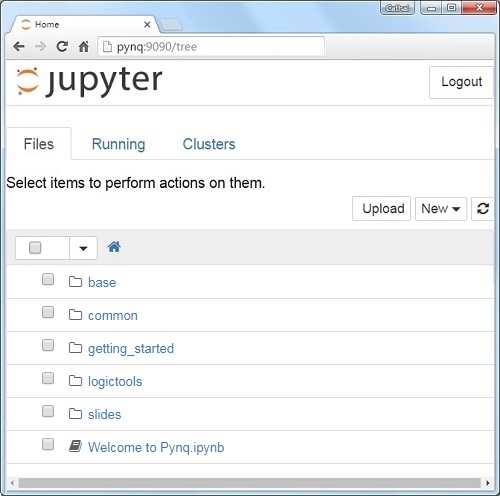 Cathal
Home
pynq:9090/tree
jupyter
Logout
Files Running Clusters
Select items to perform actions on them.
Upload New
base
common
getting_started
logictools
slides
Welcome to Pynq.ipynb